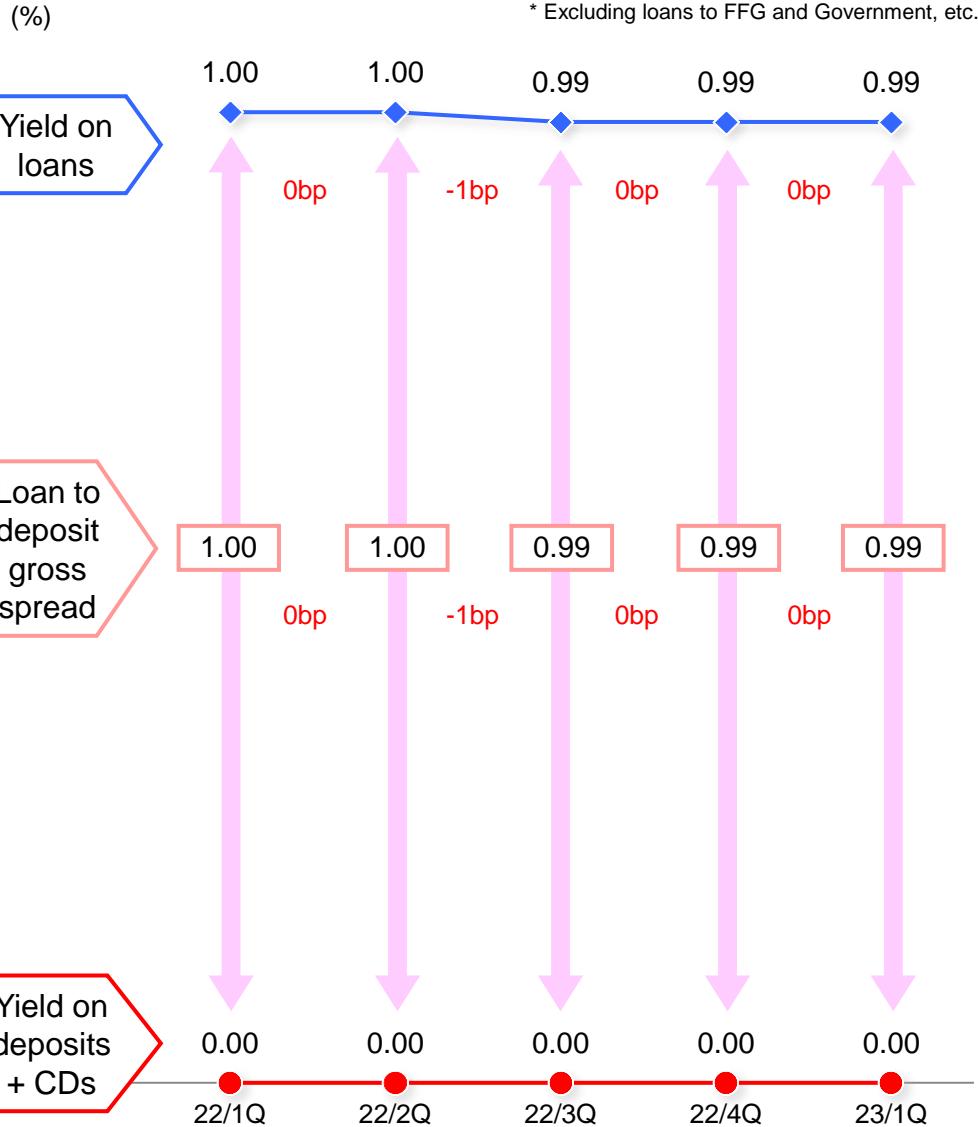 (%)
* Excluding loans to FFG and Government, etc.
Yield on
loans
1.00 1.00 0.99 0.99 0.99
0bp -1bp 0bp 0bp
Loan to
deposit
gross
spread
1.00 1.00 0.99 0.99 0.99
0bp -1bp 0bp 0bp
Yield on
deposits
+ CDs
0.00 0.00 0.00 0.00 0.00
22/1Q 22/2Q 22/3Q 22/4Q 23/1Q